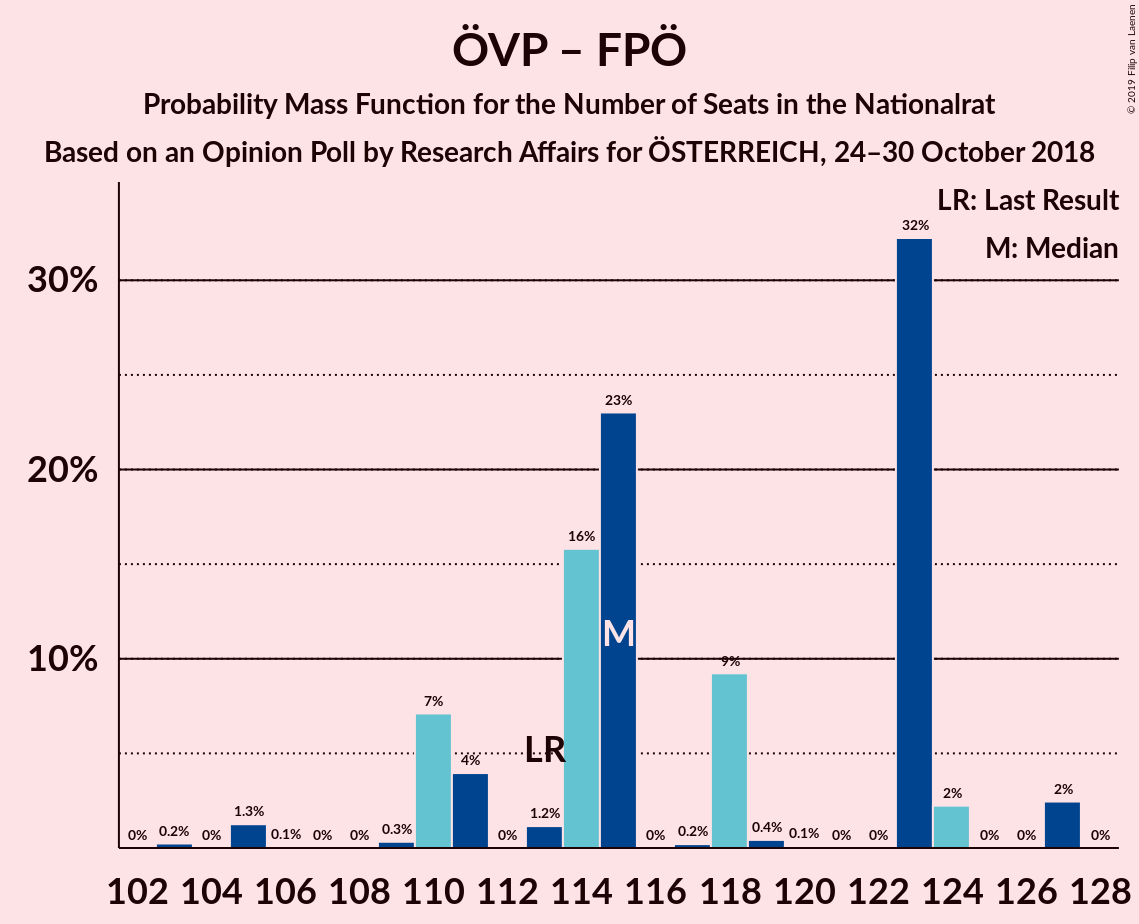 ÖVP – FPÖ
Probability Mass Function for the Number of Seats in the Nationalrat
Based on an Opinion Poll by Research Affairs for ÖSTERREICH, 24–30 October 2018
© 2019 Filip van Laenen
LR: Last Result
M: Median
30%
20%
10%
0% 0.2% 0% 1.3% 0.1% 0% 0% 0.3% 7% 4% 0% 1.2% 16% 23% 0% 0.2% 9% 0.4% 0.1% 0% 0% 32% 2% 0% 0% 2% 0%
LR
M
102 104 106 108 110 112 114 116 118 120 122 124 126 128